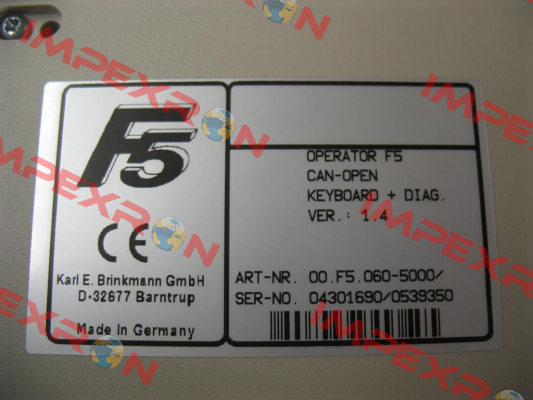 F5
CE
Karl E. Brinkmann GmbH
D-32677 Barntrup
Made in Germany
OPERATOR F5
CAN-OPEN
KEYBOARD + DIAG.
VER.: 1.4
ART-NR. 00.F5.060-5000/
SER-NO. 04301690/0539350
IMPEXRON
IMPEXRON
IMPEXRON
IMPEXRON
IMPEXRON